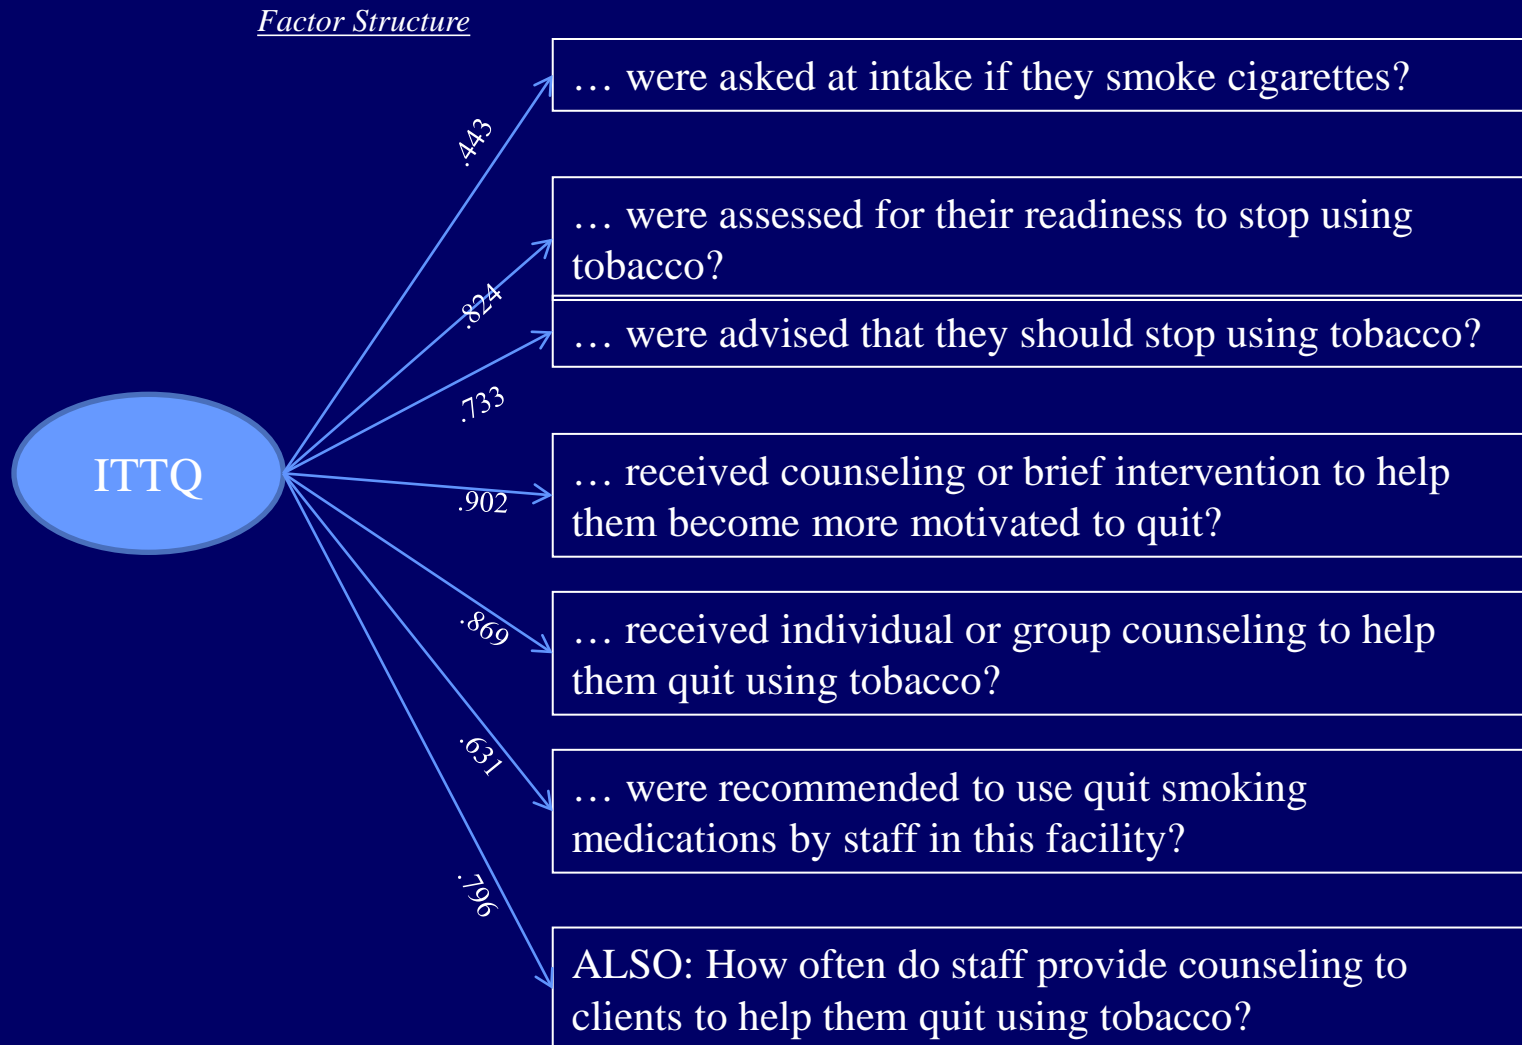 Factor Structure
… were asked at intake if they smoke cigarettes?
.443
… were assessed for their readiness to stop using
tobacco?
.824
… were advised that they should stop using tobacco?
.733
ITTQ
… received counseling or brief intervention to help
them become more motivated to quit?
.902
… received individual or group counseling to help
them quit using tobacco?
.869
… were recommended to use quit smoking
medications by staff in this facility?
.631
ALSO: How often do staff provide counseling to
clients to help them quit using tobacco?
.796